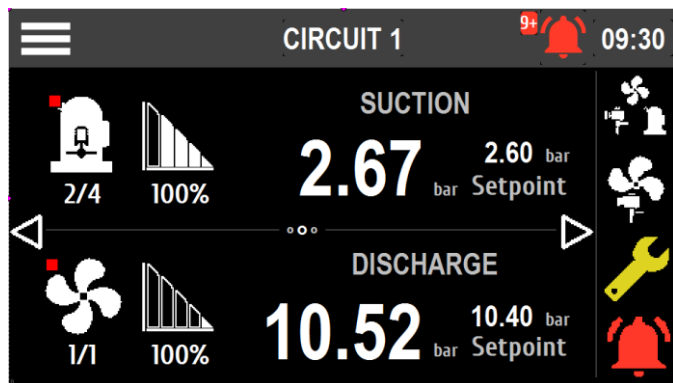 CIRCUIT 1
9+
09:30
SUCTION
2/4
100%
2.67 bar
2.60 bar
Setpoint
DISCHARGE
1/1
100%
10.52 bar
10.40 bar
Setpoint